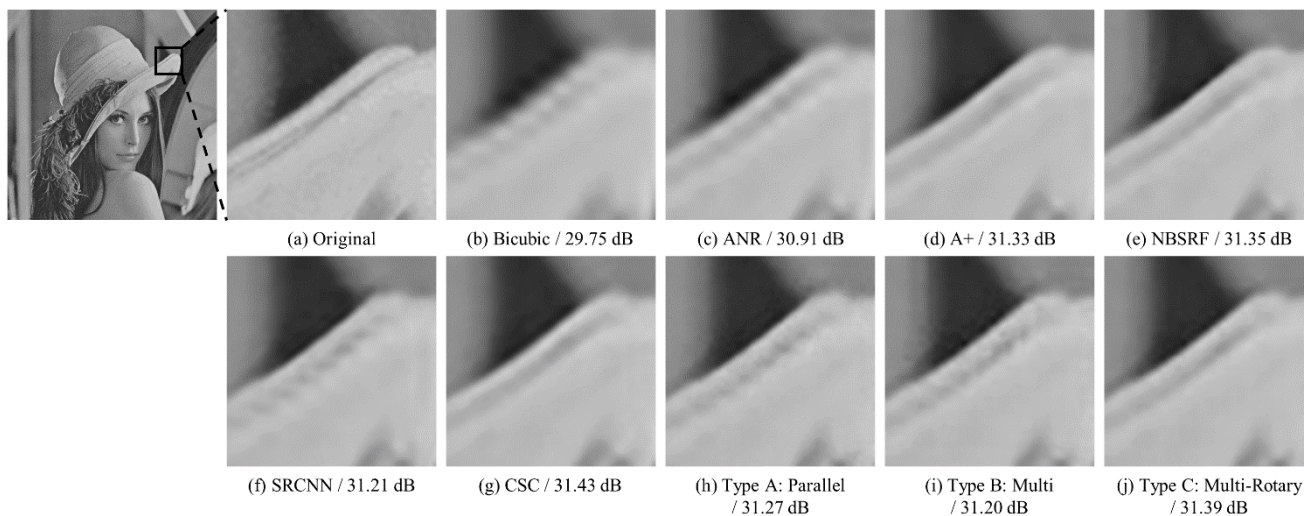 (a) Original
(b) Bicubic / 29.75 dB
(c) ANR / 30.91 dB
(d) A+ / 31.33 dB
(e) NBSRF / 31.35 dB
(f) SRCNN / 31.21 dB
(g) CSC / 31.43 dB
(h) Type A: Parallel
/ 31.27 dB
(i) Type B: Multi
/ 31.20 dB
(j) Type C: Multi-Rotary
/ 31.39 dB